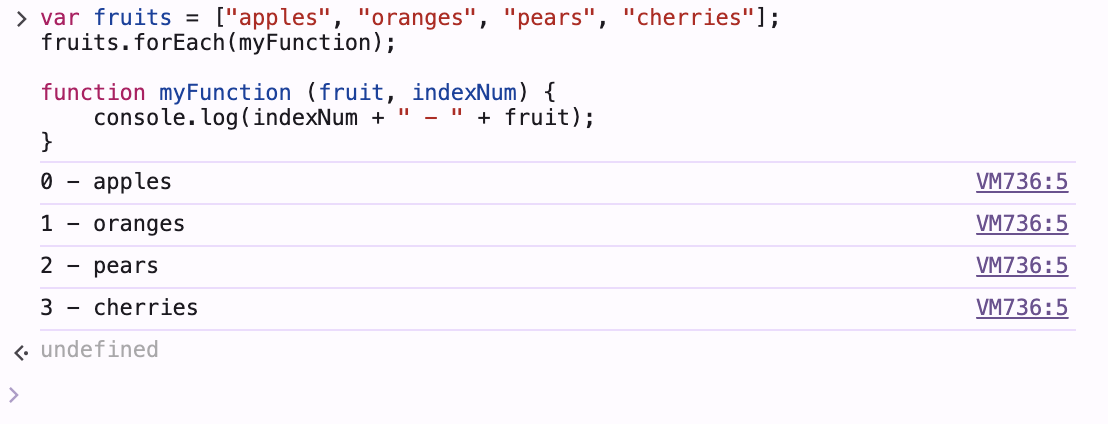 > var fruits = ["apples", "oranges", "pears", "cherries"];
fruits.forEach(myFunction);
function myFunction (fruit, indexNum) {
    console.log(indexNum + " – " + fruit);
}
0 – apples VM736:5
1 – oranges VM736:5
2 – pears VM736:5
3 – cherries VM736:5
undefined
>